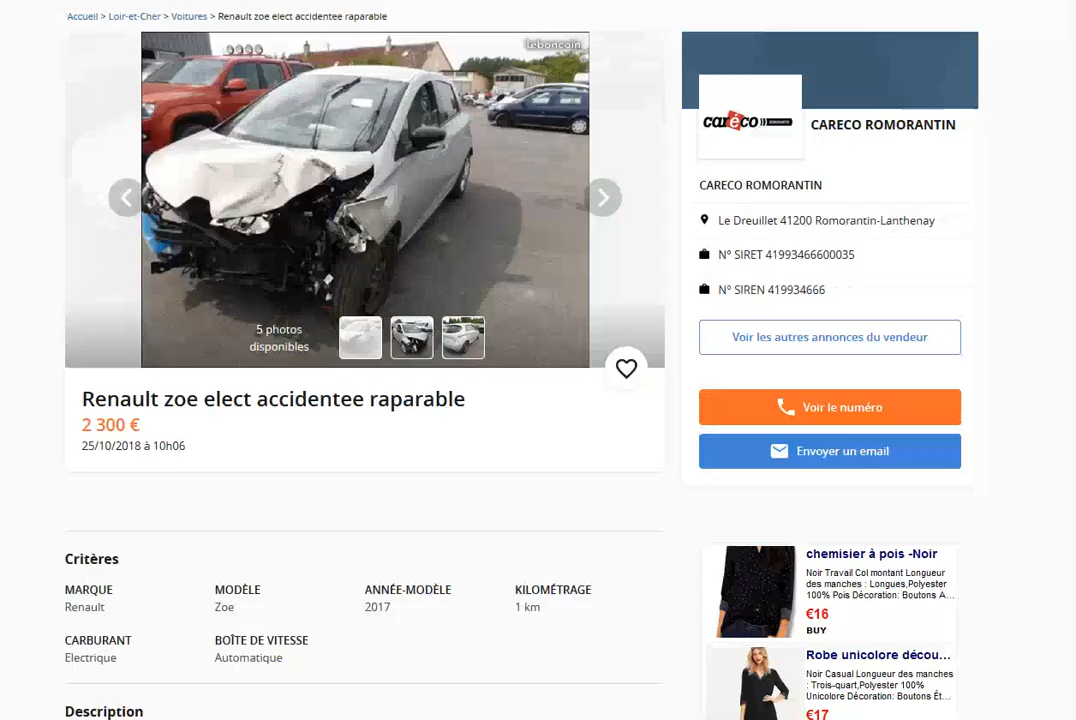 Accueil > Loir-et-Cher > Voitures > Renault zoe elect accidentee raparable
leboncoin
5 photos
disponibles
Renault zoe elect accidentee raparable
2 300 €
25/10/2018 à 10h06
caréco
CARECO ROMORANTIN
CARECO ROMORANTIN
Le Dreuillet 41200 Romorantin-Lanthenay
N° SIRET 41993466600035
N° SIREN 419934666
Voir les autres annonces du vendeur
Voir le numéro
Envoyer un email
Critères
MARQUE
Renault
MODÈLE
Zoe
ANNÉE-MODÈLE
2017
KILOMÉTRAGE
1 km
CARBURANT
Electrique
BOÎTE DE VITESSE
Automatique
Description
chemisier à pois -Noir
Noir Travail Col montant Longueur
des manches : Longues,Polyester
100% Pois Décoration: Boutons A...
€16
BUY
Robe unicolore décou...
Noir Casual Longueur des manches
: Trois-quart,Polyester 100%
Unicolore Décoration: Boutons Ét...
€17